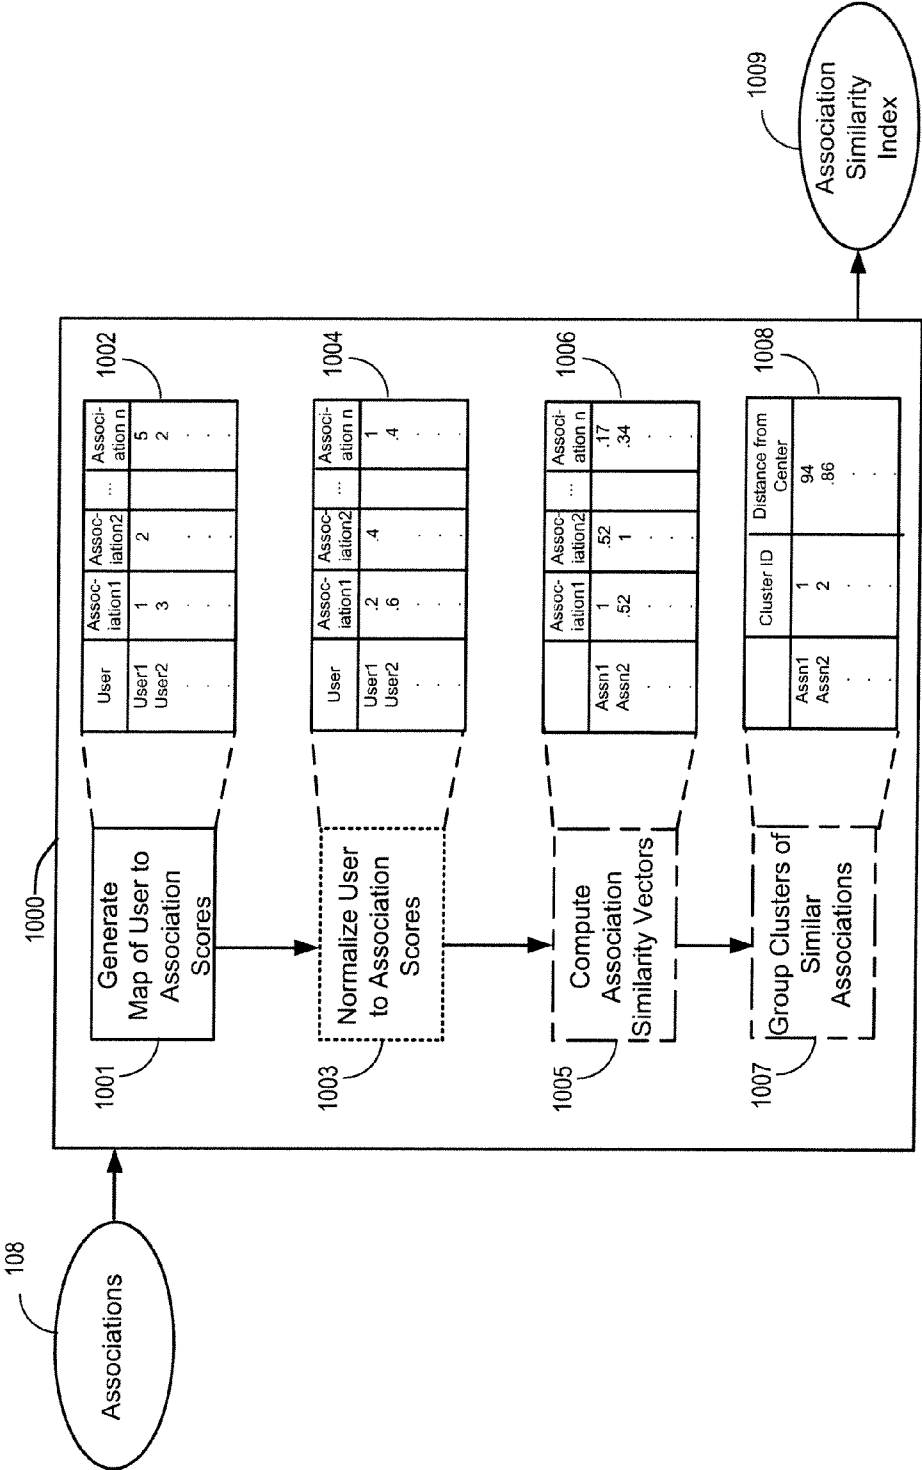 108
Associations
1000
1001
Generate
Map of User to
Association
Scores
1002
User Assoc-iation1 Assoc-iation2 ... Associ-ation n
User1 1 2 5
User2 3 2
. . . .
. . . .
1003
Normalize User
to Association
Scores
1004
User Assoc-iation1 Assoc-iation2 ... Associ-ation n
User1 .2 .4 1
User2 .6 .4
. . . .
. . . .
1005
Compute
Association
Similarity Vectors
1006
Assoc-iation1 Assoc-iation2 ... Associ-ation n
Assn1 1 .52 .17
Assn2 .52 1 .34
. . . .
. . . .
1007
Group Clusters of
Similar
Associations
1008
Cluster ID Distance from Center
Assn1 1 94
Assn2 2 .86
. . .
. . .
1009
Association
Similarity
Index